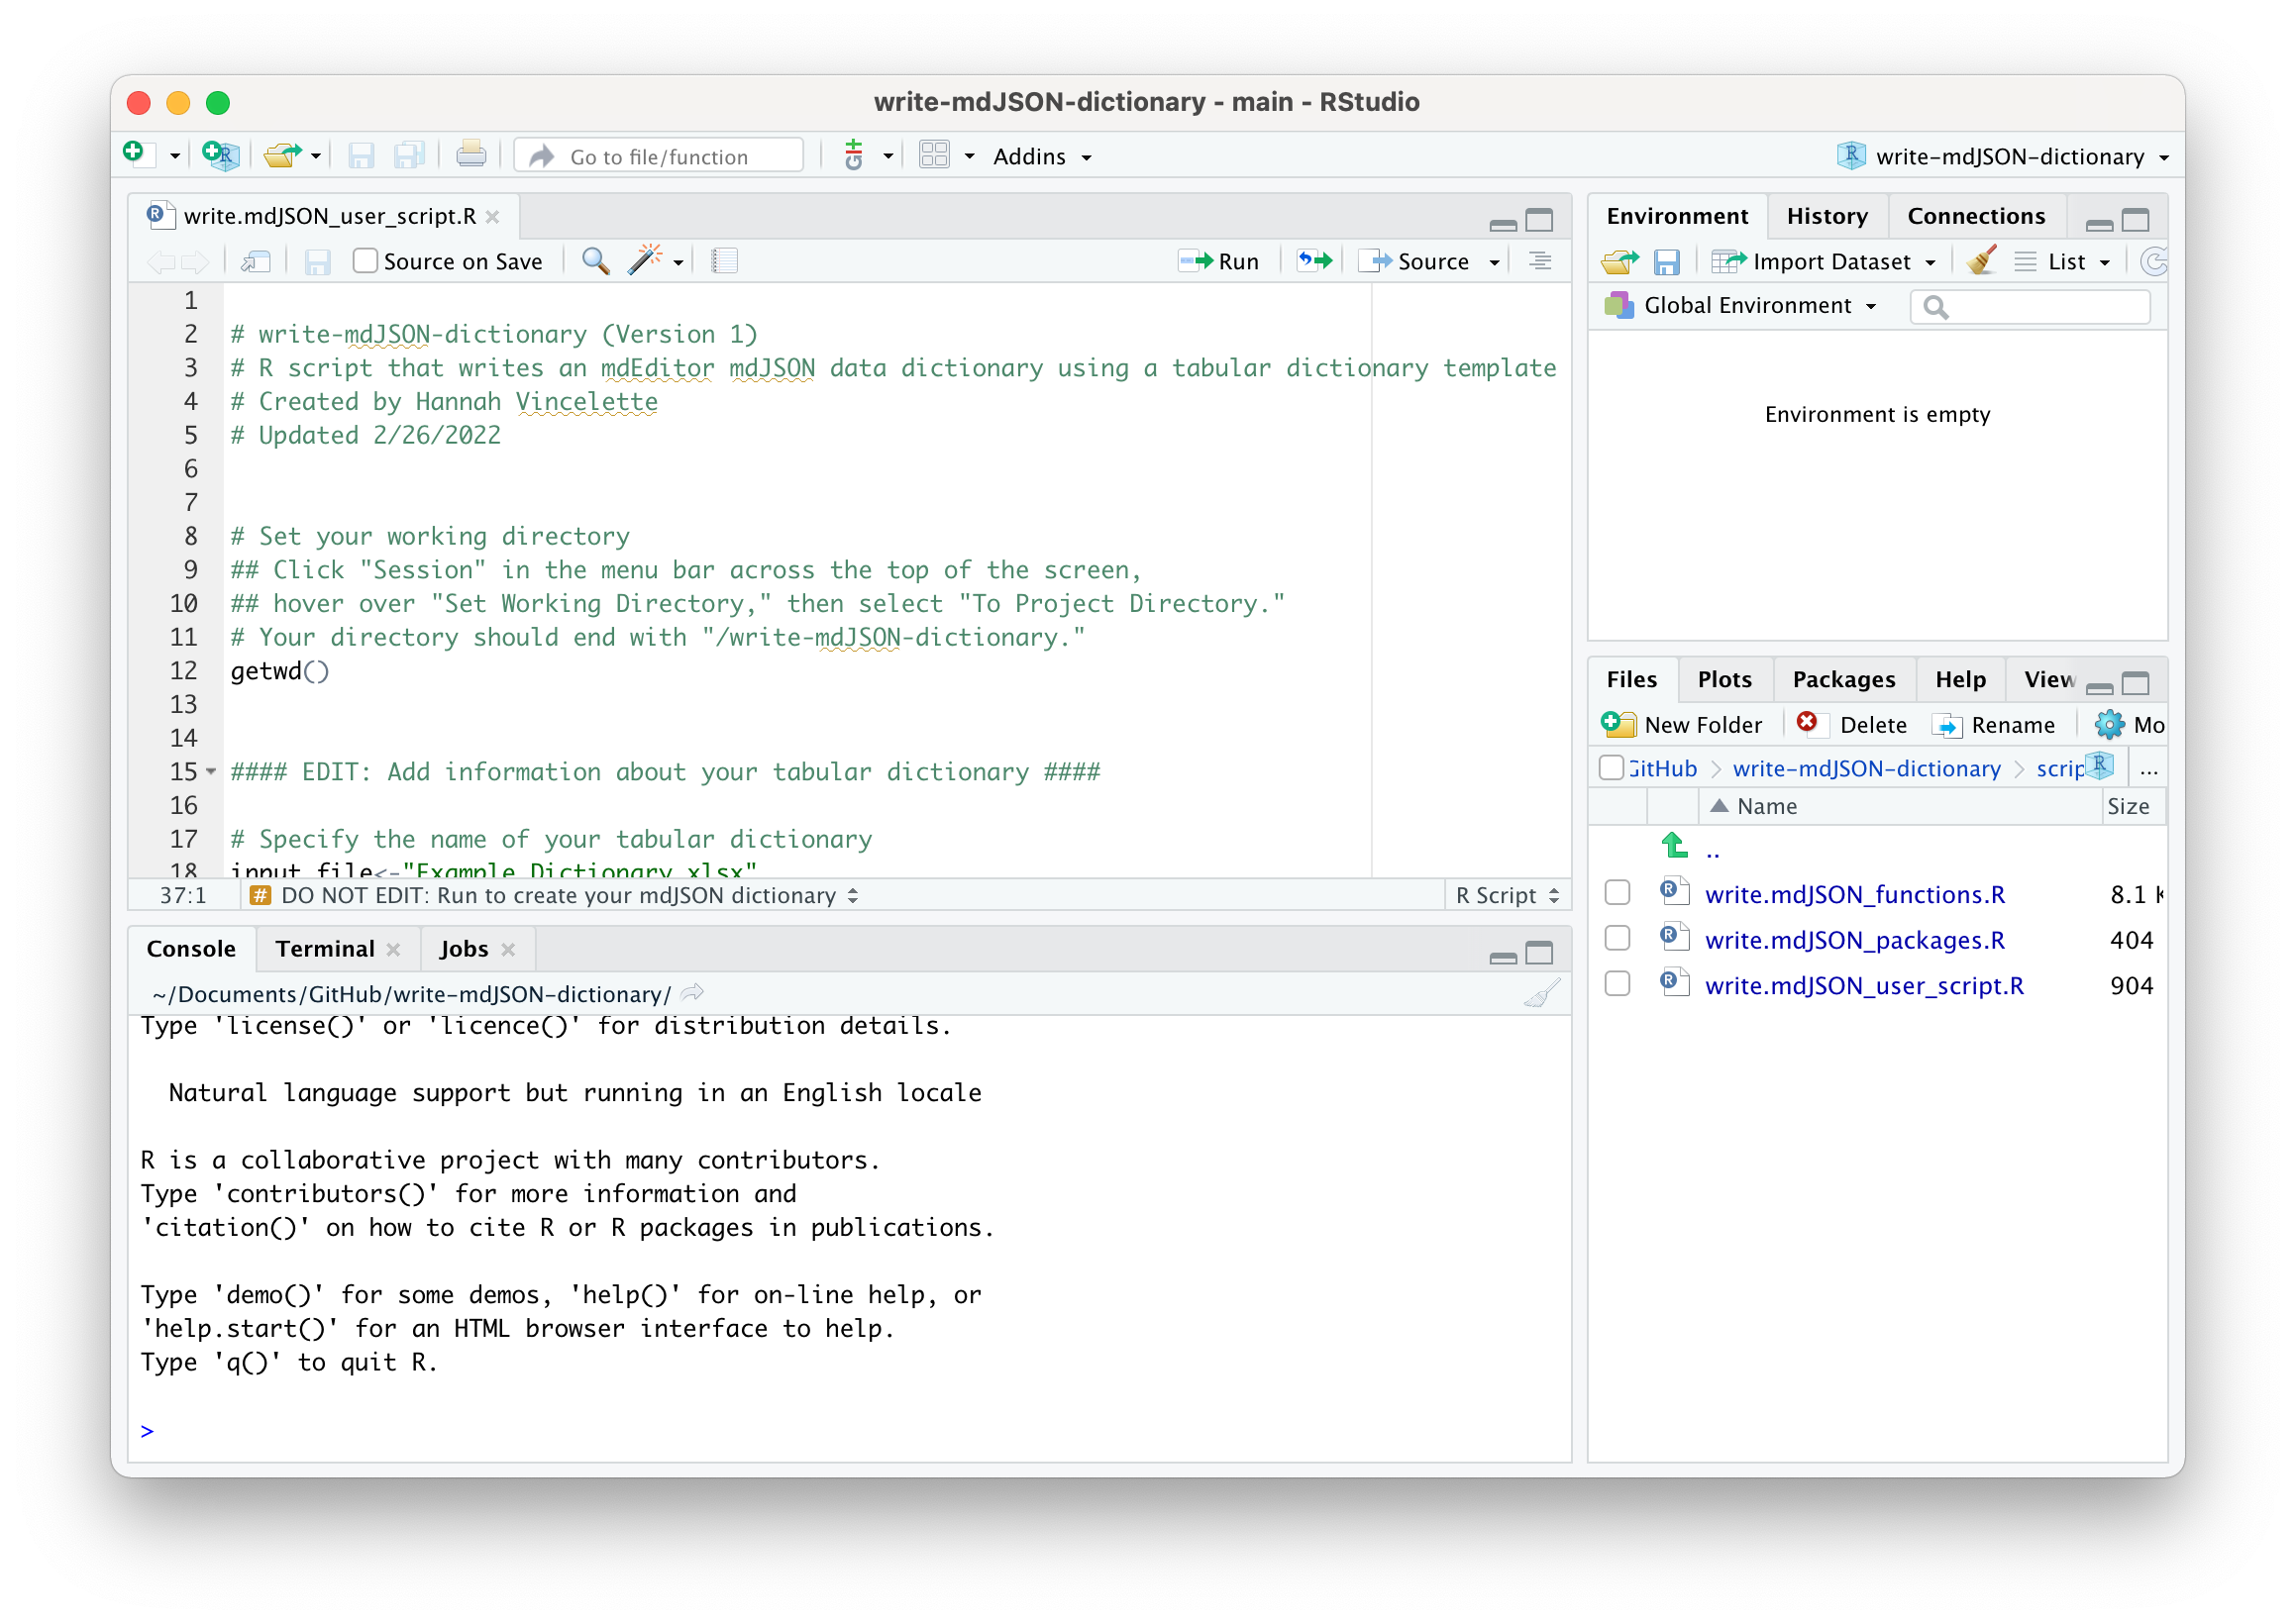 write-mdJSON-dictionary - main - RStudio
Go to file/function
Addins
write-mdJSON-dictionary
write.mdJSON_user_script.R
Source on Save
Run
Source
1
2 # write-mdJSON-dictionary (Version 1)
3 # R script that writes an mdEditor mdJSON data dictionary using a tabular dictionary template
4 # Created by Hannah Vincelette
5 # Updated 2/26/2022
6
7
8 # Set your working directory
9 ## Click "Session" in the menu bar across the top of the screen,
10 ## hover over "Set Working Directory," then select "To Project Directory."
11 # Your directory should end with "/write-mdJSON-dictionary."
12 getwd()
13
14
15 #### EDIT: Add information about your tabular dictionary ####
16
17 # Specify the name of your tabular dictionary
18 input_file<-"Example_Dictionary.xlsx"
37:1 # DO NOT EDIT: Run to create your mdJSON dictionary R Script
Console Terminal Jobs
~/Documents/GitHub/write-mdJSON-dictionary/
Type 'license()' or 'licence()' for distribution details.
Natural language support but running in an English locale
R is a collaborative project with many contributors.
Type 'contributors()' for more information and
'citation()' on how to cite R or R packages in publications.
Type 'demo()' for some demos, 'help()' for on-line help, or
'help.start()' for an HTML browser interface to help.
Type 'q()' to quit R.
>
Environment History Connections
Import Dataset List
Global Environment
Environment is empty
Files Plots Packages Help View
New Folder Delete Rename Mo
GitHub > write-mdJSON-dictionary > scrip ...
Name Size
..
write.mdJSON_functions.R 8.1 K
write.mdJSON_packages.R 404
write.mdJSON_user_script.R 904